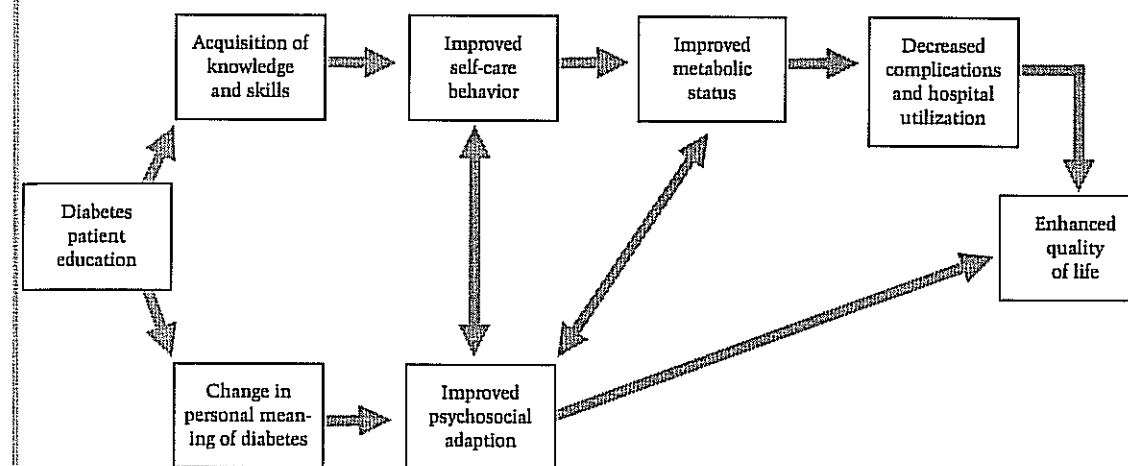 Acquisition of
knowledge
and skills
Improved
self-care
behavior
Improved
metabolic
status
Decreased
complications
and hospital
utilization
Diabetes
patient
education
Enhanced
quality
of life
Change in
personal mean-
ing of diabetes
Improved
psychosocial
adaption